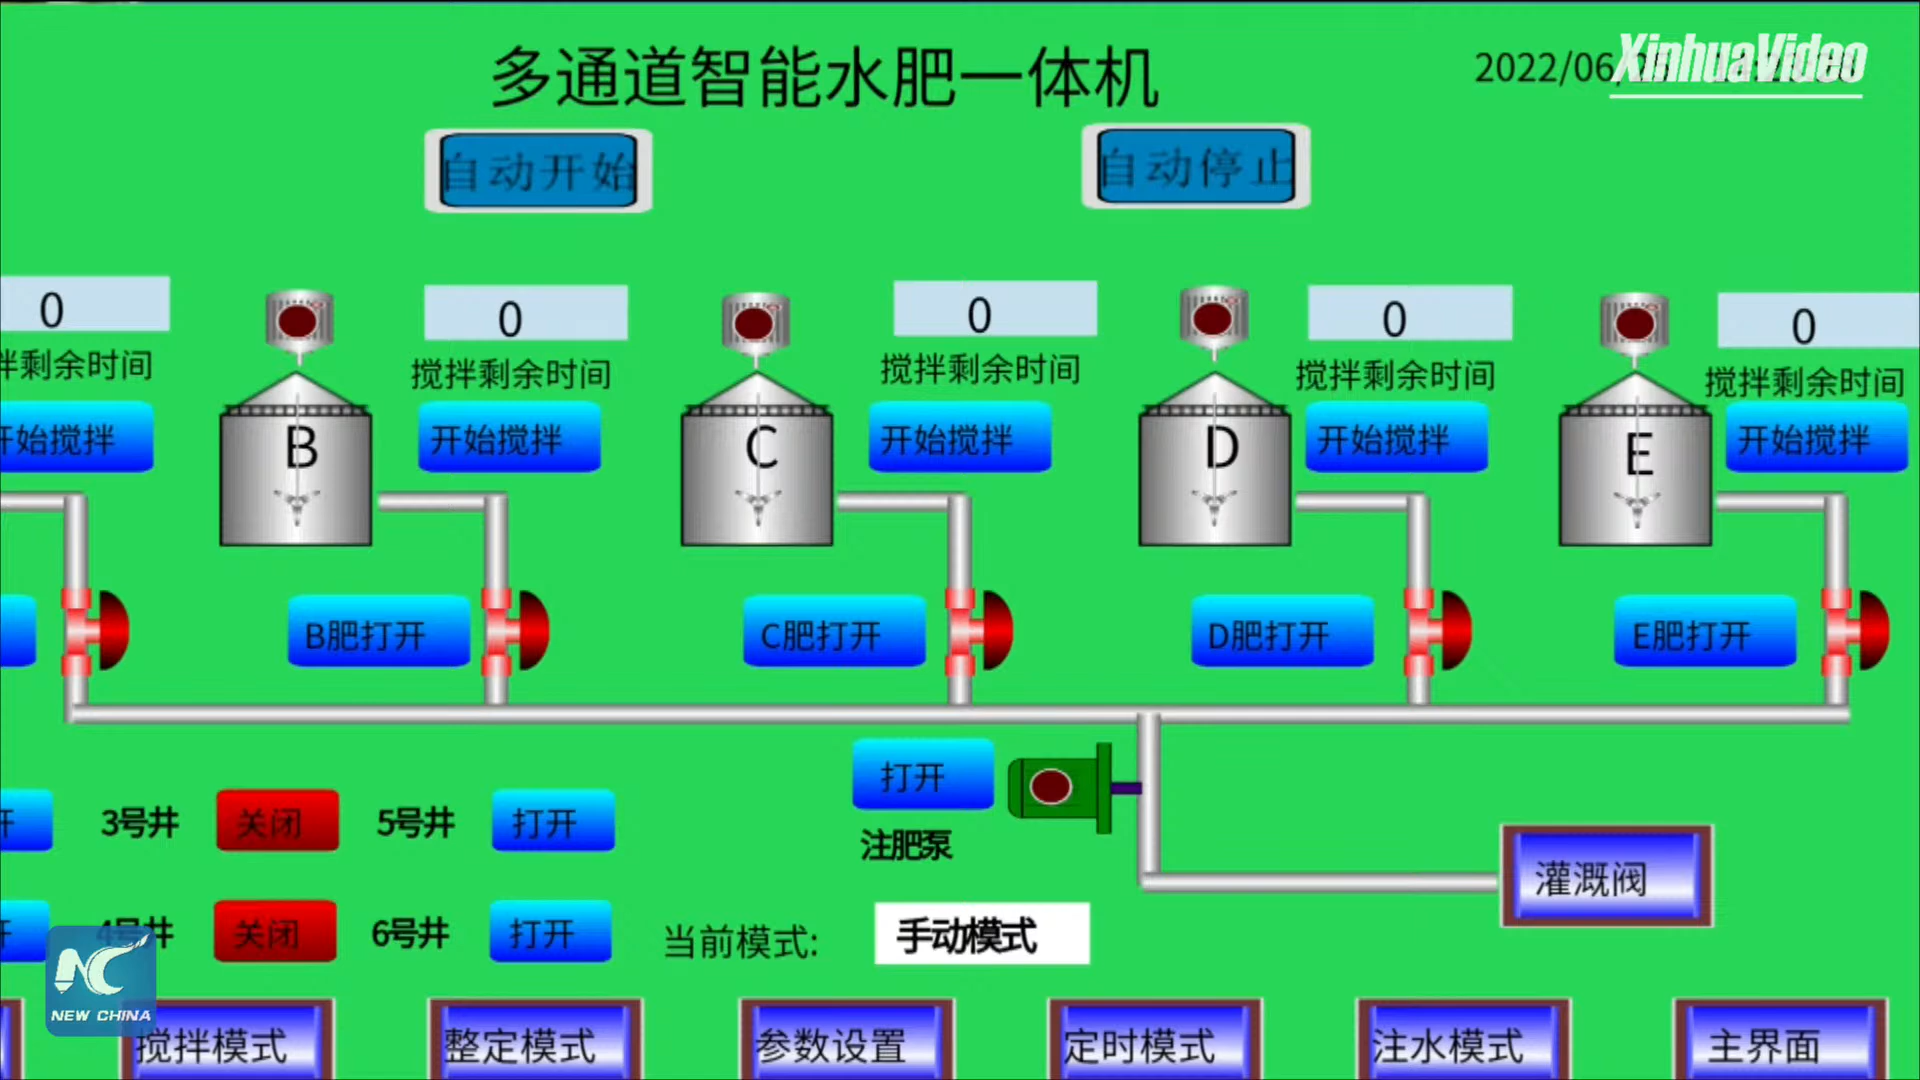 多通道智能水肥一体机
2022/06/
XinhuaVideo
自动开始
自动停止
0
0
0
0
0
拌剩余时间
搅拌剩余时间
搅拌剩余时间
搅拌剩余时间
搅拌剩余时间
开始搅拌
开始搅拌
开始搅拌
开始搅拌
开始搅拌
B
C
D
E
B肥打开
C肥打开
D肥打开
E肥打开
打开
注肥泵
开
3号井
关闭
5号井
打开
灌溉阀
开
4号井
关闭
6号井
打开
当前模式:
手动模式
NEW CHINA
搅拌模式
整定模式
参数设置
定时模式
注水模式
主界面